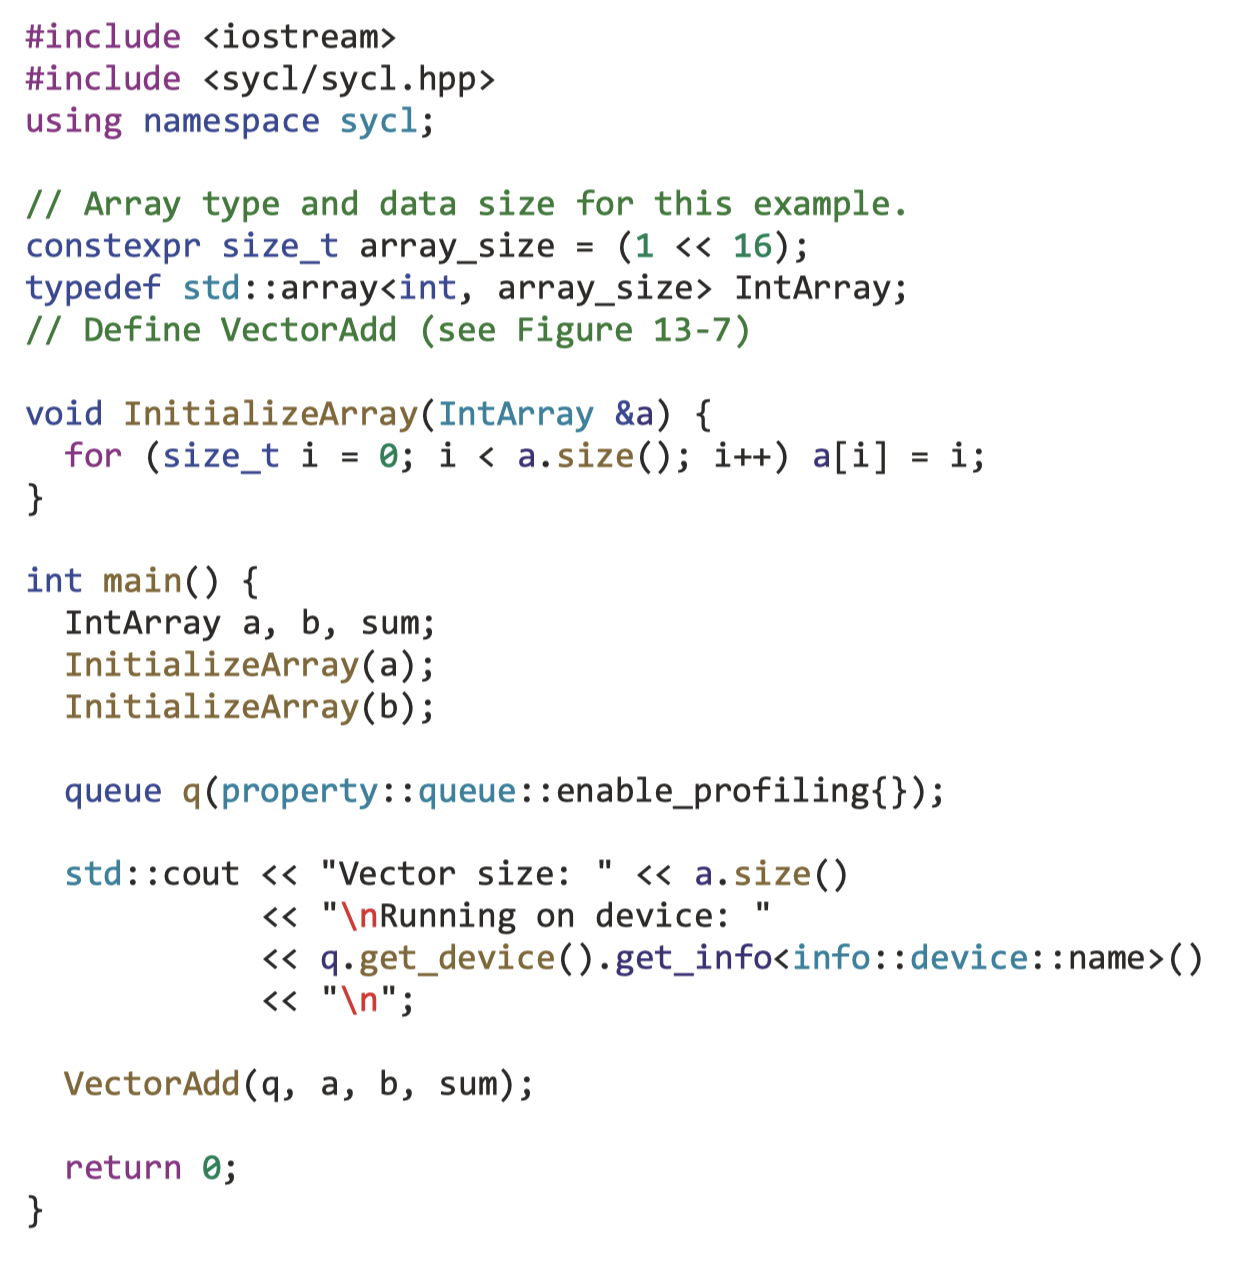 #include <iostream>
#include <sycl/sycl.hpp>
using namespace sycl;

// Array type and data size for this example.
constexpr size_t array_size = (1 << 16);
typedef std::array<int, array_size> IntArray;
// Define VectorAdd (see Figure 13-7)

void InitializeArray(IntArray &a) {
  for (size_t i = 0; i < a.size(); i++) a[i] = i;
}

int main() {
  IntArray a, b, sum;
  InitializeArray(a);
  InitializeArray(b);

  queue q(property::queue::enable_profiling{});

  std::cout << "Vector size: " << a.size()
            << "\nRunning on device: "
            << q.get_device().get_info<info::device::name>()
            << "\n";

  VectorAdd(q, a, b, sum);

  return 0;
}